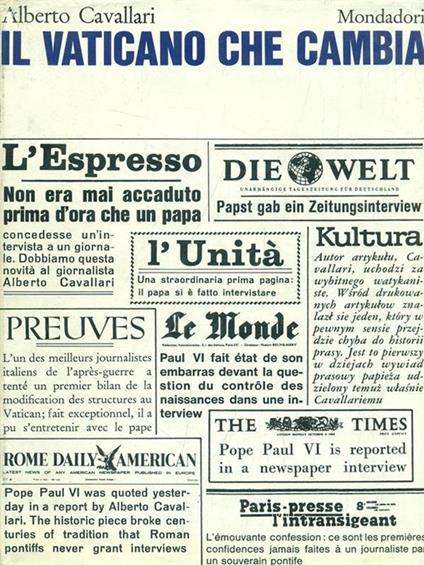 Alberto Cavallari Mondadori
IL VATICANO CHE CAMBIA
L'Espresso
Non era mai accaduto
prima d'ora che un papa
concedesse un'in-
tervista a un giorna-
le. Dobbiamo questa
novità al giornalista
Alberto Cavallari
DIE WELT
UNABHÄNGIGE TAGESZEITUNG FÜR DEUTSCHLAND
Papst gab ein Zeitungsinterview
l'Unità
Una straordinaria prima pagina:
il papa si è fatto intervistare
Kultura
Autor artykułu, Ca-
vallari, uchodzi za
wybitnego watykani-
stę. Wśród drukowa-
nych artykułów zna-
lazł się jeden, który w
pewnym sensie przej-
dzie chyba do historii
prasy. Jest to pierwszy
w dziejach wywiad
prasowy papieża ud-
zielony temuż właśnie
Cavallariemu
PREUVES
L'un des meilleurs journalistes
italiens de l'après-guerre a
tenté un premier bilan de la
modification des structures au
Vatican; fait exceptionnel, il a
pu s'entretenir avec le pape
Le Monde
Paul VI fait état de son
embarras devant la que-
stion du contrôle des
naissances dans une in-
terview
THE TIMES
LONDON MONDAY OCTOBER 4 1965
Pope Paul VI is reported
in a newspaper interview
ROME DAILY AMERICAN
LATEST NEWS OF ANY AMERICAN NEWSPAPER PUBLISHED IN EUROPE
Pope Paul VI was quoted yester-
day in a report by Alberto Caval-
lari. The historic piece broke cen-
turies of tradition that Roman
pontiffs never grant interviews
Paris-presse
l'intransigeant
L'émouvante confession: ce sont les premières
confidences jamais faites à un journaliste par
un souverain pontife